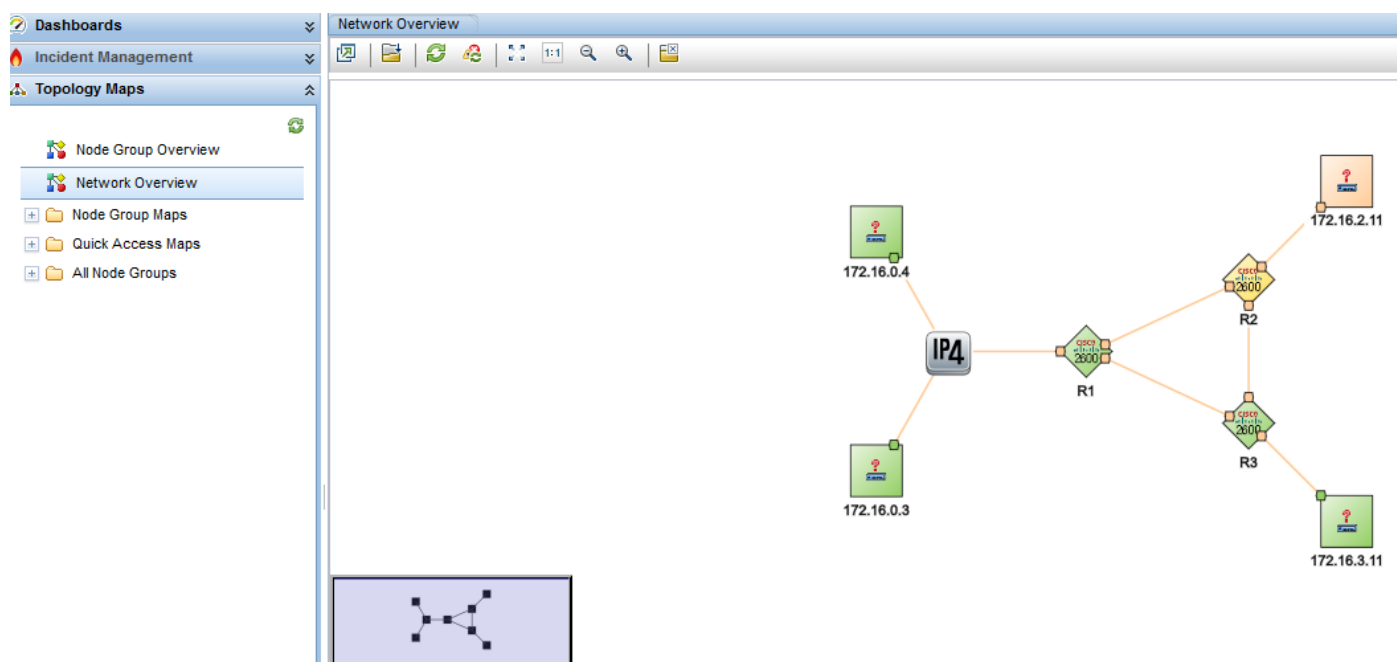 Dashboards
Incident Management
Topology Maps
Node Group Overview
Network Overview
Node Group Maps
Quick Access Maps
All Node Groups
Network Overview
1:1
172.16.2.11
172.16.0.4
cisco
2600
R2
IP4
cisco
2600
R1
cisco
2600
R3
172.16.0.3
172.16.3.11